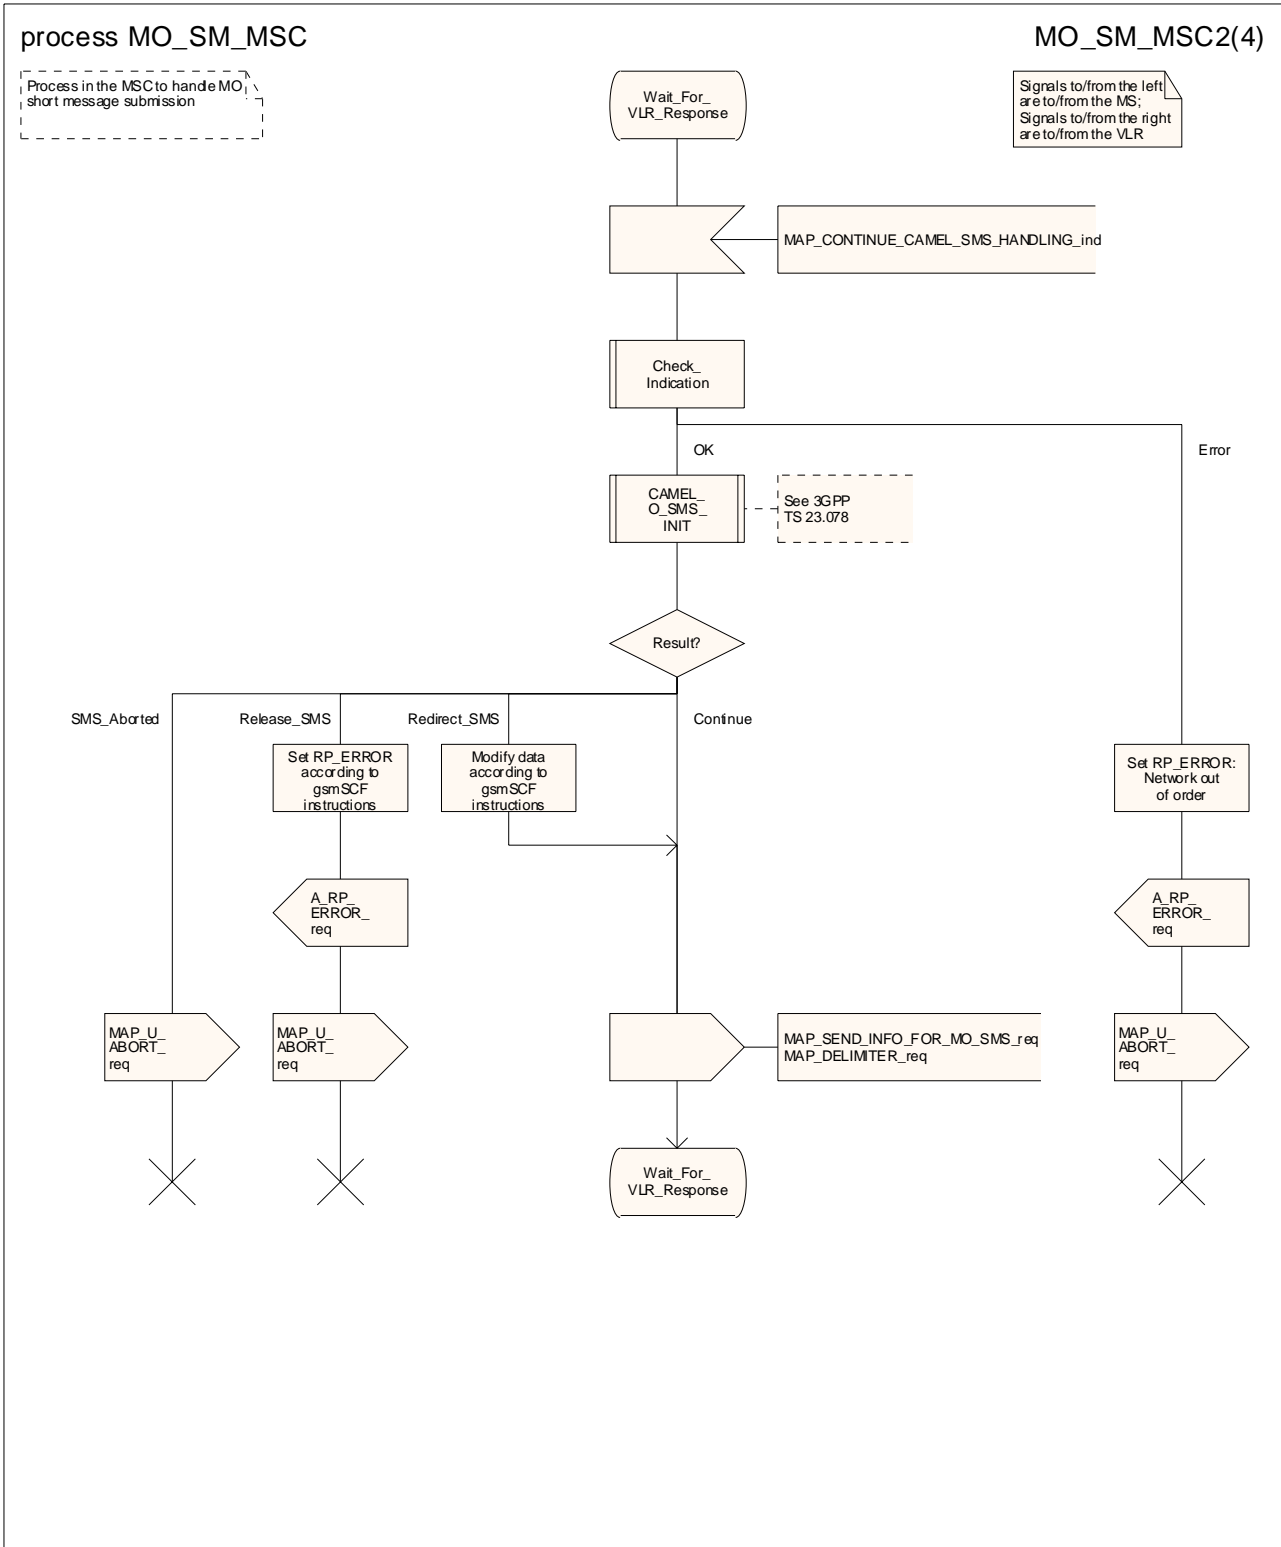 process MO_SM_MSC
MO_SM_MSC2(4)
Process in the MSC to handle MO
short message submission
Wait_For_
VLR_Response
Signals to/from the left
are to/from the MS;
Signals to/from the right
are to/from the VLR
MAP_CONTINUE_CAMEL_SMS_HANDLING_ind
Check_
Indication
OK
Error
CAMEL_
O_SMS_
INIT
See 3GPP
TS 23.078
Result?
SMS_Aborted
Release_SMS
Redirect_SMS
Continue
Set RP_ERROR
according to
gsmSCF
instructions
Modify data
according to
gsmSCF
instructions
Set RP_ERROR:
Network out
of order
A_RP_
ERROR_
req
A_RP_
ERROR_
req
MAP_U_
ABORT_
req
MAP_U_
ABORT_
req
MAP_SEND_INFO_FOR_MO_SMS_req
MAP_DELIMITER_req
MAP_U_
ABORT_
req
Wait_For_
VLR_Response